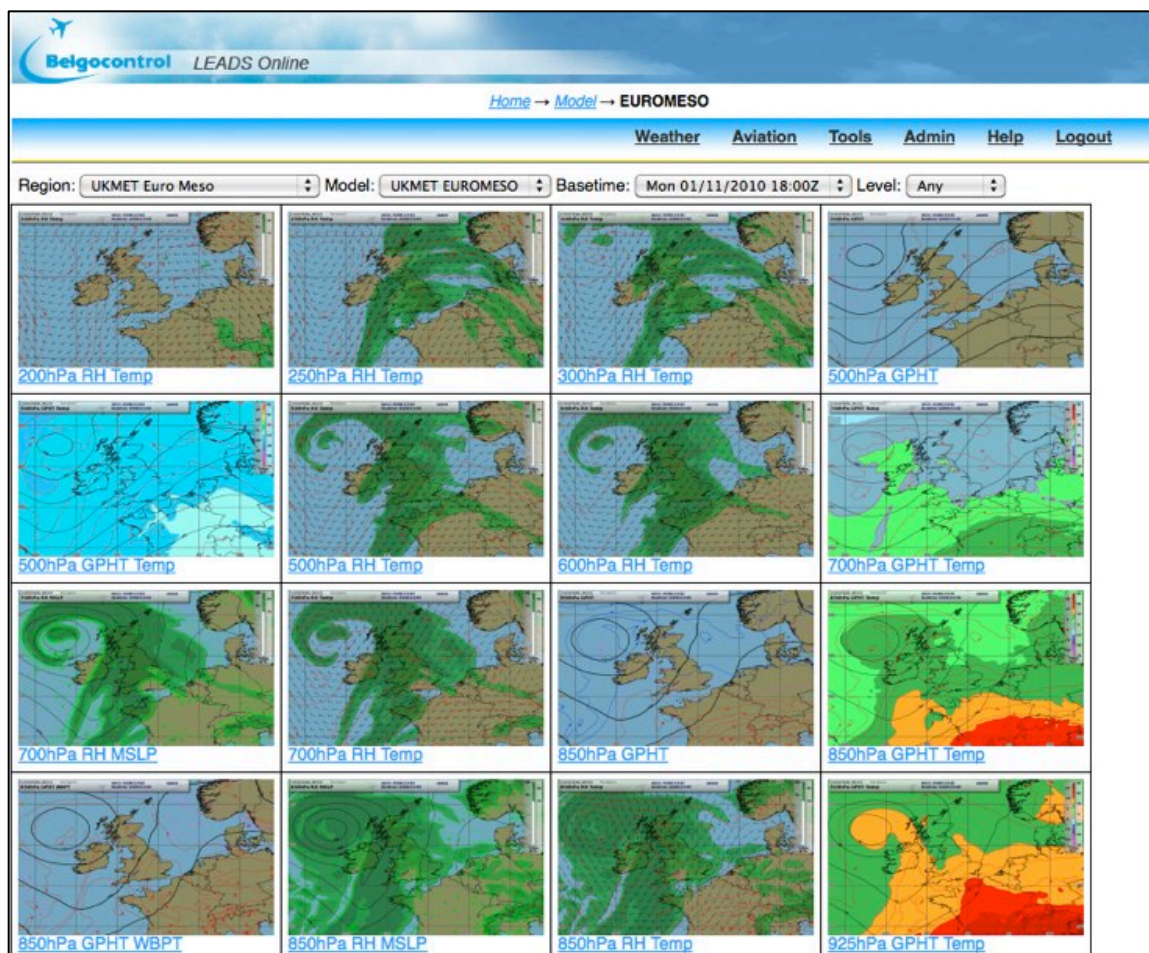 Belgocontrol LEADS Online
Home → Model → EUROMESO
Weather Aviation Tools Admin Help Logout
Region: UKMET Euro Meso Model: UKMET EUROMESO Basetime: Mon 01/11/2010 18:00Z Level: Any
200hPa RH Temp 250hPa RH Temp 300hPa RH Temp 500hPa GPHT
500hPa GPHT Temp 500hPa RH Temp 600hPa RH Temp 700hPa GPHT Temp
700hPa RH MSLP 700hPa RH Temp 850hPa GPHT 850hPa GPHT Temp
850hPa GPHT WBPT 850hPa RH MSLP 850hPa RH Temp 925hPa GPHT Temp